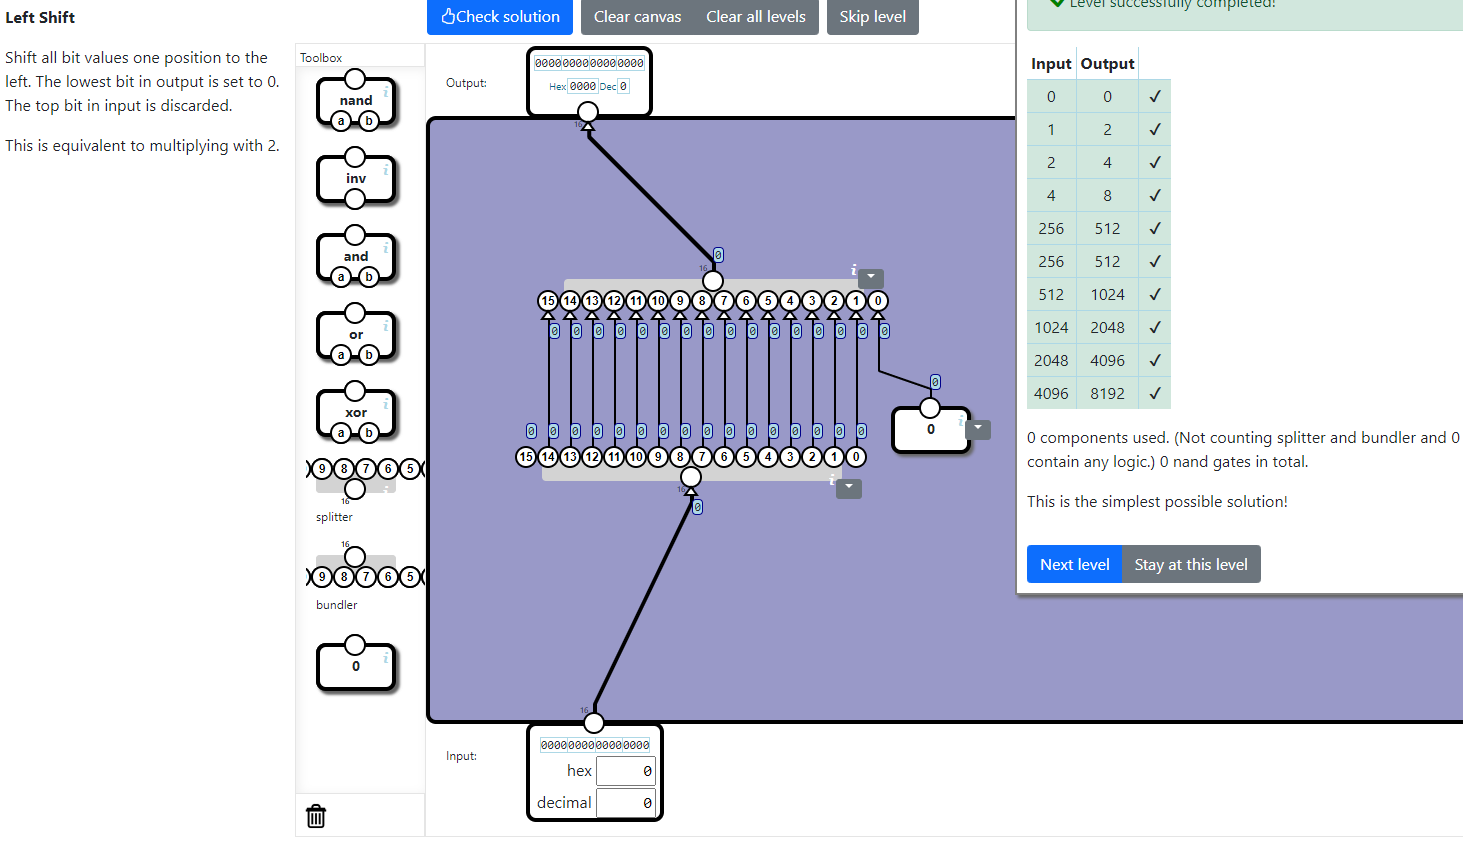 Left Shift
Shift all bit values one position to the
left. The lowest bit in output is set to 0.
The top bit in input is discarded.
This is equivalent to multiplying with 2.
Check solution
Clear canvas
Clear all levels
Skip level
Toolbox
nand
i
a b
inv
i
and
i
a b
or
i
a b
xor
i
a b
9 8 7 6 5
16
splitter
16
9 8 7 6 5
bundler
0
i
Output:
0000000000000000
Hex 0000 Dec 0
16
0
16
i
15 14 13 12 11 10 9 8 7 6 5 4 3 2 1 0
0 0 0 0 0 0 0 0 0 0 0 0 0 0 0 0
0
0
i
0 0 0 0 0 0 0 0 0 0 0 0 0 0 0 0
15 14 13 12 11 10 9 8 7 6 5 4 3 2 1 0
16
i
0
16
Input:
0000000000000000
hex 0
decimal 0
Level successfully completed!
Input Output
0 0 ✓
1 2 ✓
2 4 ✓
4 8 ✓
256 512 ✓
256 512 ✓
512 1024 ✓
1024 2048 ✓
2048 4096 ✓
4096 8192 ✓
0 components used. (Not counting splitter and bundler and 0
contain any logic.) 0 nand gates in total.
This is the simplest possible solution!
Next level
Stay at this level